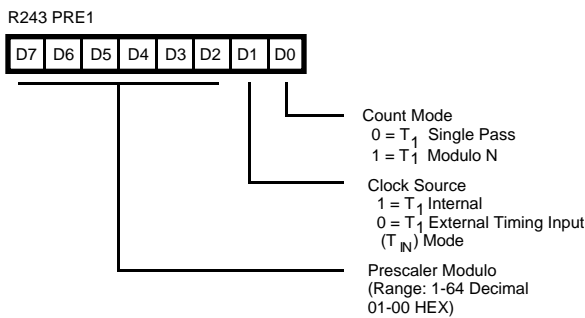 R243 PRE1
D7 D6 D5 D4 D3 D2 D1 D0
Count Mode
0 = T1 Single Pass
1 = T1 Modulo N
Clock Source
1 = T1 Internal
0 = T1 External Timing Input
(TIN) Mode
Prescaler Modulo
(Range: 1-64 Decimal
01-00 HEX)